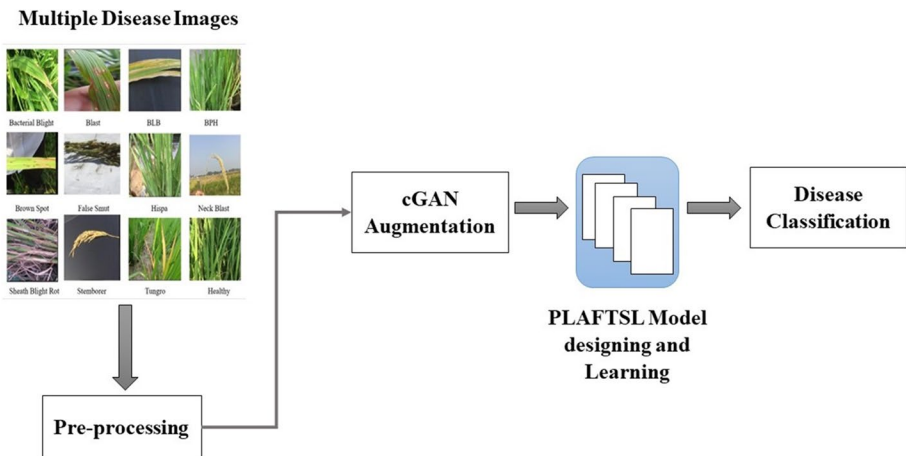 Multiple Disease Images
Bacterial Blight Blast BLB BPH
Brown Spot False Smut Hispa Neck Blast
Sheath Blight Rot Stemborer Tungro Healthy
Pre-processing
cGAN
Augmentation
PLAFTSL Model
designing and
Learning
Disease
Classification